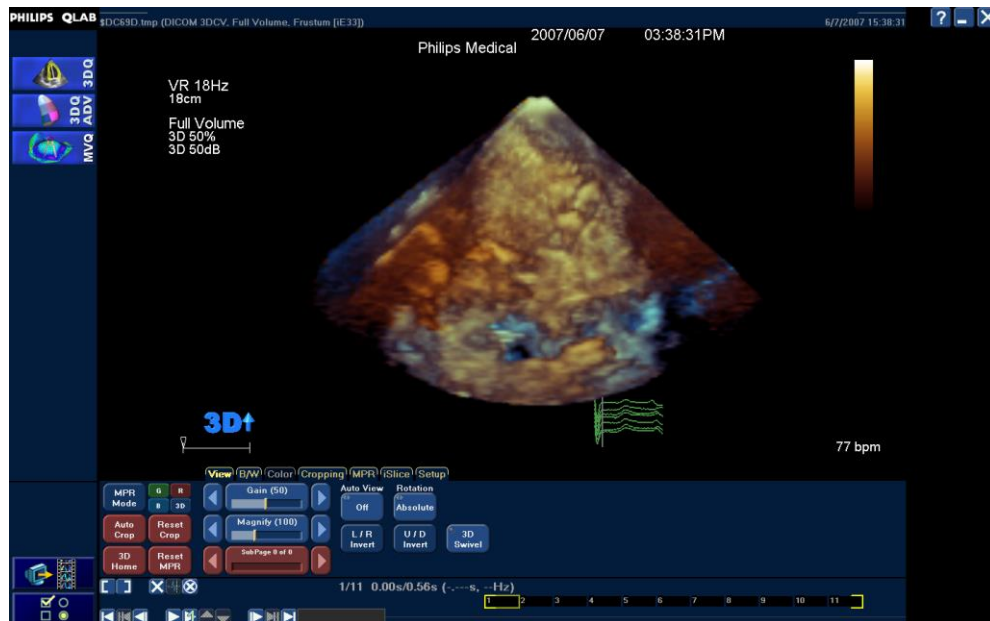 PHILIPS QLAB
$DC69D.tmp (DICOM 3DCV, Full Volume, Frustum [iE33])
6/7/2007 15:38:31
? _ X
2007/06/07 03:38:31PM
Philips Medical
3DQ
3DQ ADV
MVQ
VR 18Hz
18cm
Full Volume
3D 50%
3D 50dB
3D
V
77 bpm
View B/W Color Cropping MPR iSlice Setup
MPR Mode
G R
B 3D
Gain (50)
Auto View
Off
Rotation
Absolute
Auto Crop
Reset Crop
Magnify (100)
L / R Invert
U / D Invert
3D Swivel
3D Home
Reset MPR
SubPage 0 of 0
1/11 0.00s/0.56s (-.---s, --Hz)
1 2 3 4 5 6 7 8 9 10 11